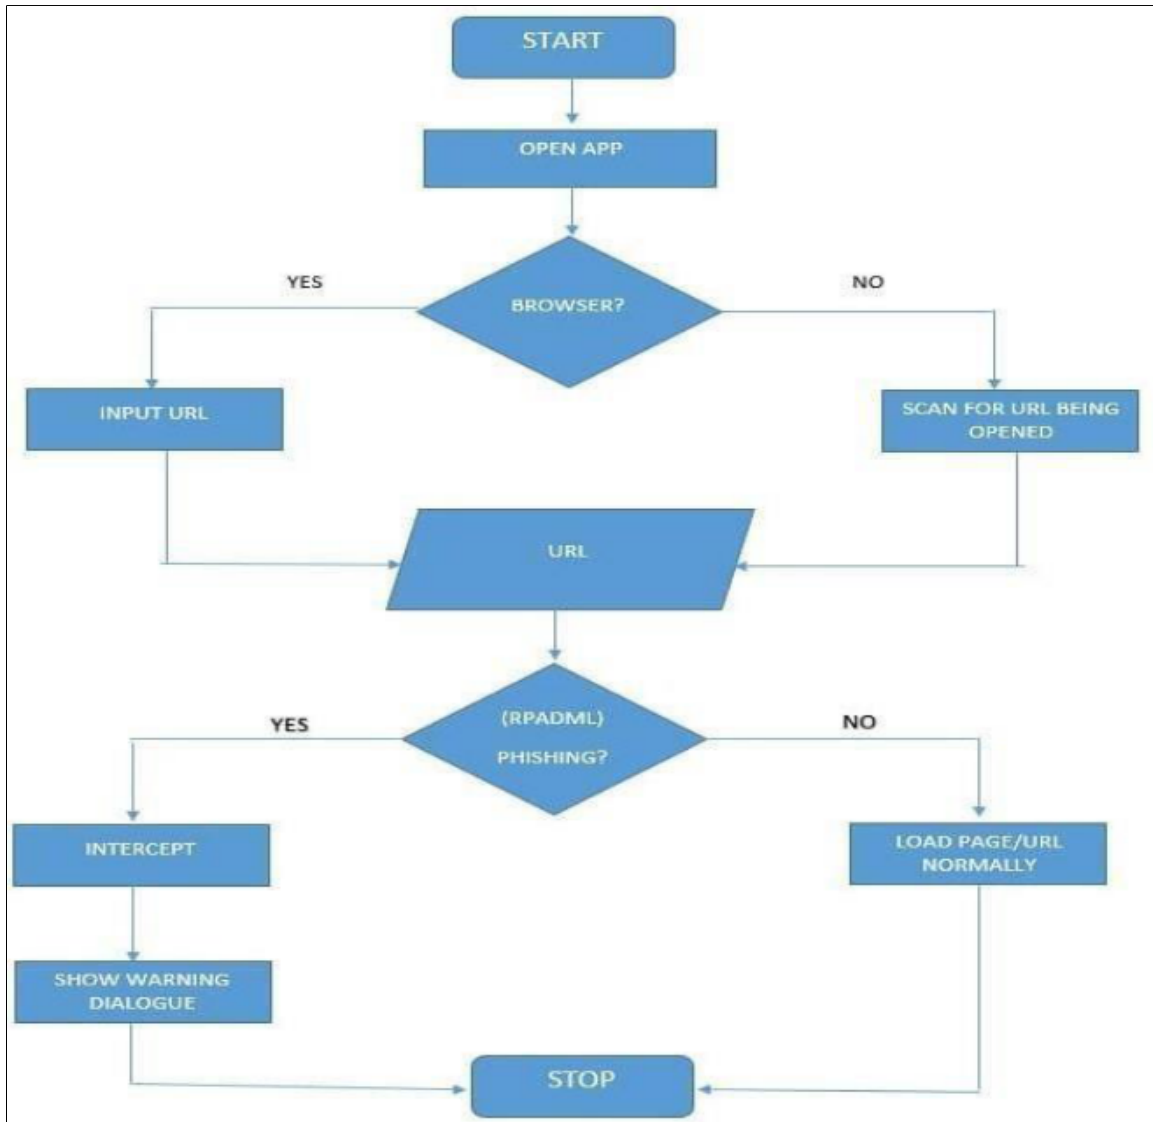 START
OPEN APP
YES
NO
BROWSER?
INPUT URL
SCAN FOR URL BEING
OPENED
URL
YES
(RPADML)
NO
PHISHING?
INTERCEPT
LOAD PAGE/URL
NORMALLY
SHOW WARNING
DIALOGUE
STOP